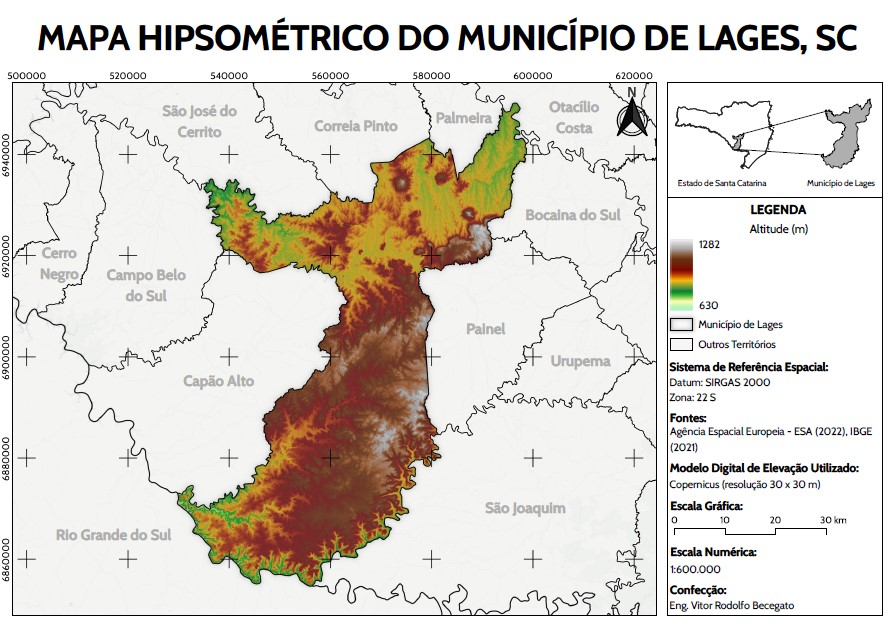 MAPA HIPSOMÉTRICO DO MUNICÍPIO DE LAGES, SC
500000 520000 540000 560000 580000 600000 620000
N
6940000
6920000
6900000
6880000
6860000
São José do
Cerrito
Correia Pinto
Palmeira
Otacílio
Costa
Bocaina do Sul
Cerro
Negro
Campo Belo
do Sul
Painel
Urupema
Capão Alto
São Joaquim
Rio Grande do Sul
Estado de Santa Catarina
Município de Lages
LEGENDA
Altitude (m)
1282
630
Município de Lages
Outros Territórios
Sistema de Referência Espacial:
Datum: SIRGAS 2000
Zona: 22 S
Fontes:
Agência Espacial Europeia - ESA (2022), IBGE
(2021)
Modelo Digital de Elevação Utilizado:
Copernicus (resolução 30 x 30 m)
Escala Gráfica:
0 10 20 30 km
Escala Numérica:
1:600.000
Confecção:
Eng. Vitor Rodolfo Becegato